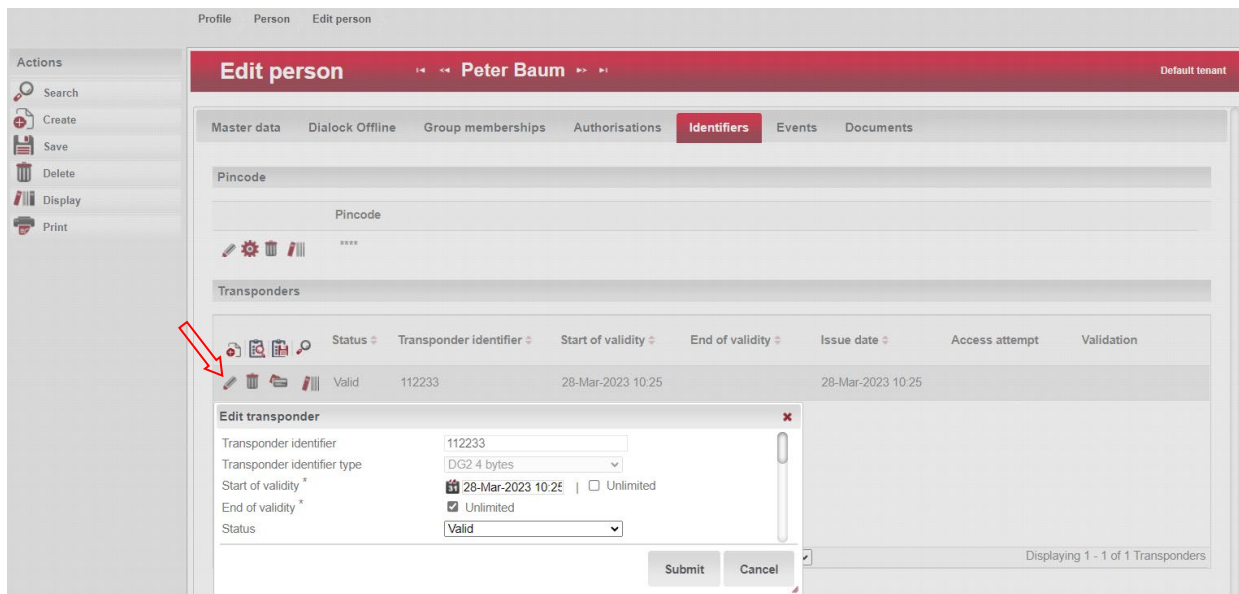 Profile Person Edit person
Actions
Search
Create
Save
Delete
Display
Print
Edit person Peter Baum Default tenant
Master data Dialock Offline Group memberships Authorisations Identifiers Events Documents
Pincode
Pincode
****
Transponders
Status Transponder identifier Start of validity End of validity Issue date Access attempt Validation
Valid 112233 28-Mar-2023 10:25 28-Mar-2023 10:25
Edit transponder
Transponder identifier 112233
Transponder identifier type DG2 4 bytes
Start of validity * 31 28-Mar-2023 10:25 | Unlimited
End of validity * Unlimited
Status Valid
Submit Cancel
Displaying 1 - 1 of 1 Transponders